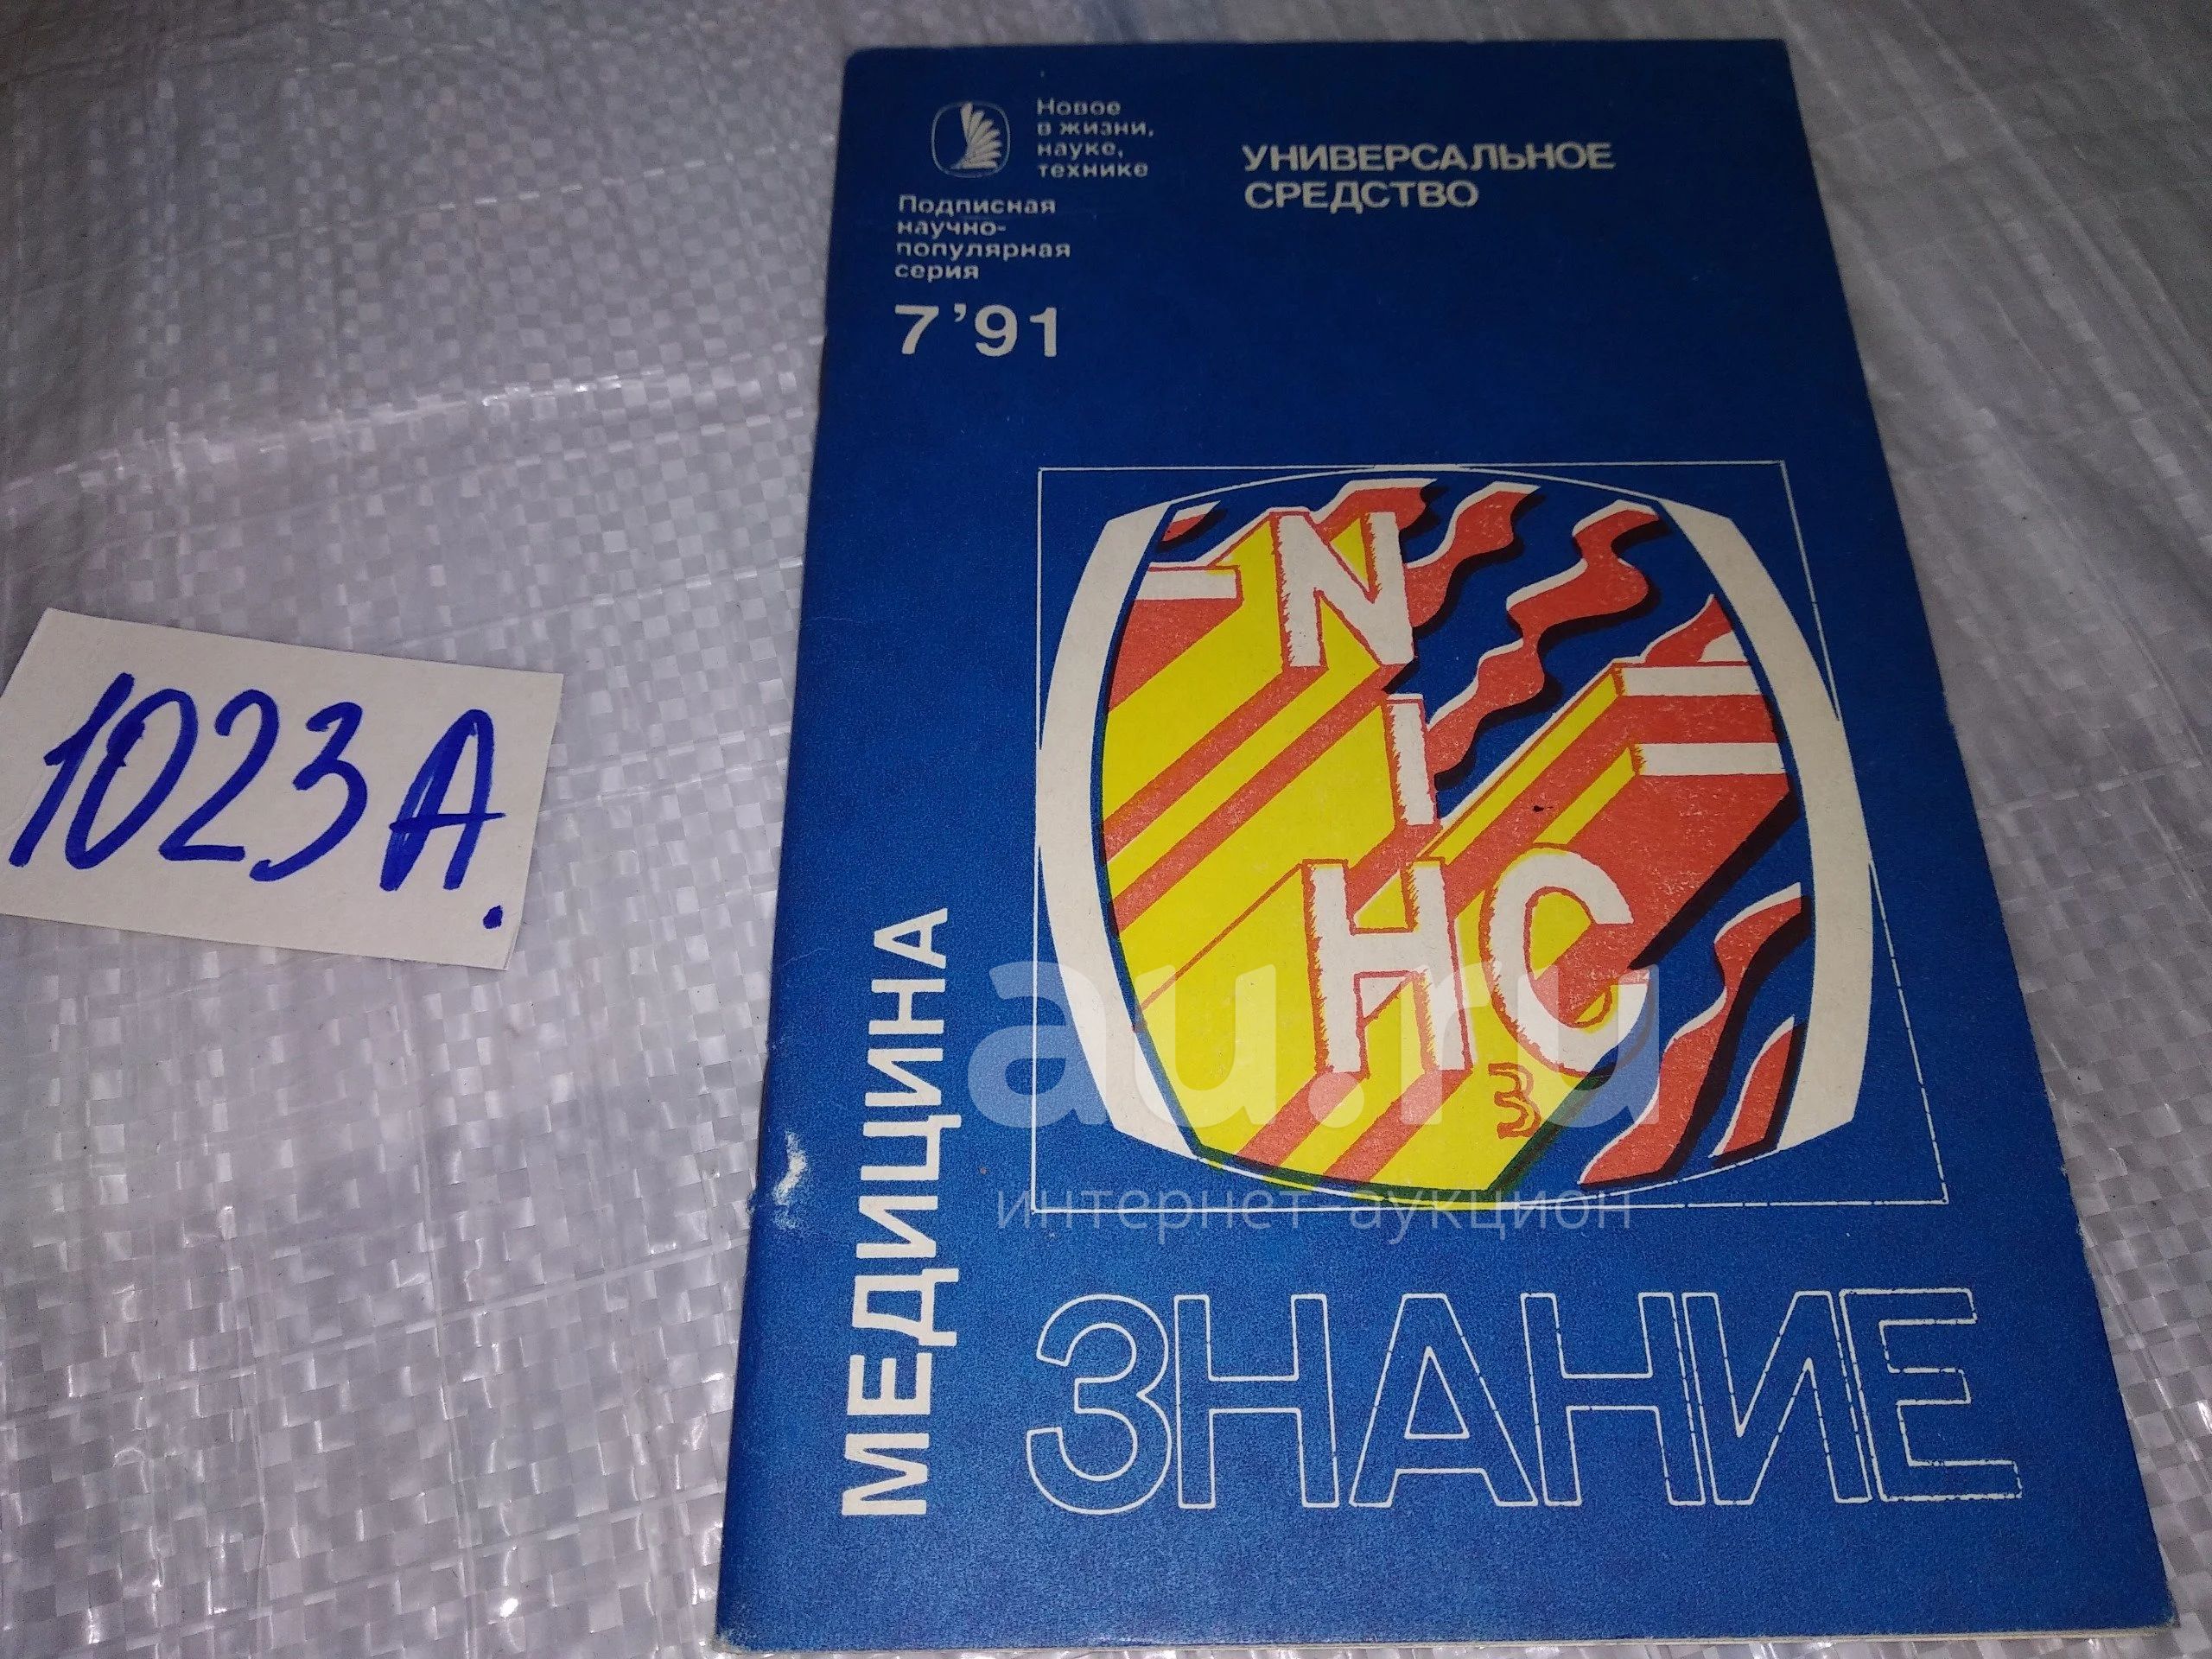 Новое
в жизни,
науке,
технике
Подписная
научно-
популярная
серия
7 '91
УНИВЕРСАЛЬНОЕ
СРЕДСТВО
1023А.
N
i
HC
3
МЕДИЦИНА
au.ru
интернет-аукцион
ЗНАНИЕ